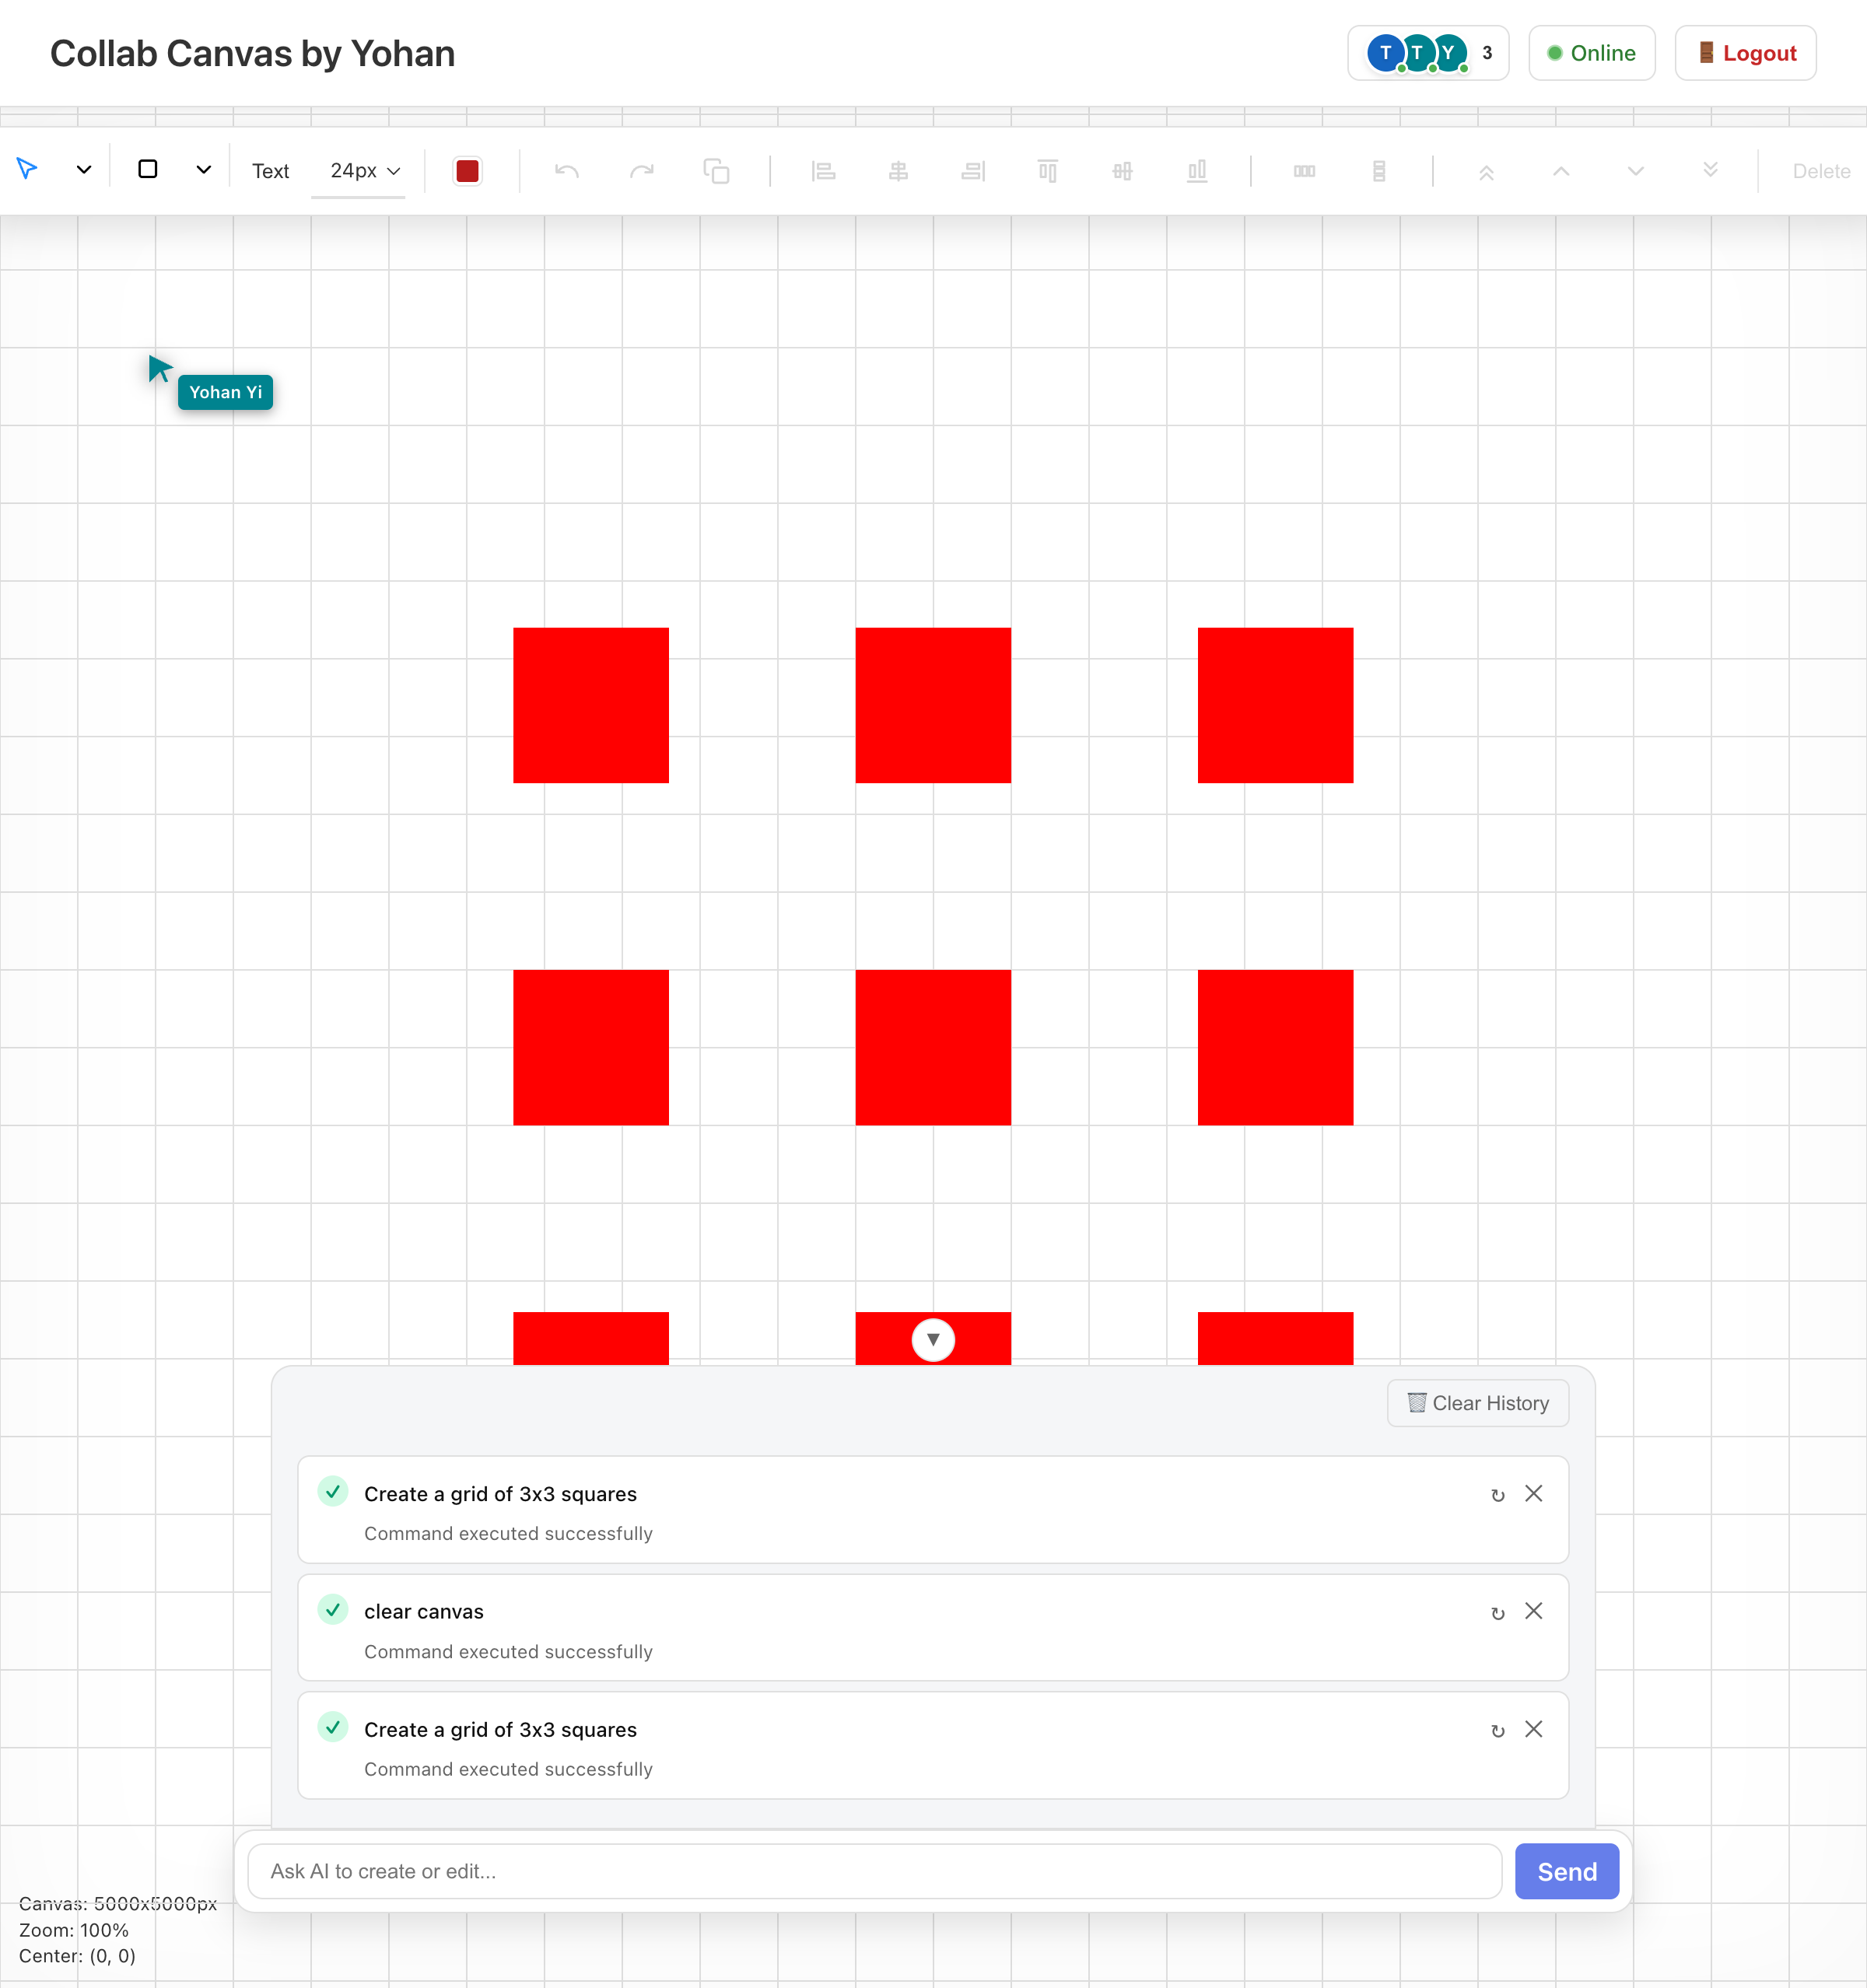 Collab Canvas by Yohan
T T Y 3
Online
Logout
Text
24px
Delete
Yohan Yi
Clear History
Create a grid of 3x3 squares
Command executed successfully
clear canvas
Command executed successfully
Create a grid of 3x3 squares
Command executed successfully
Ask AI to create or edit...
Send
Canvas: 5000x5000px
Zoom: 100%
Center: (0, 0)